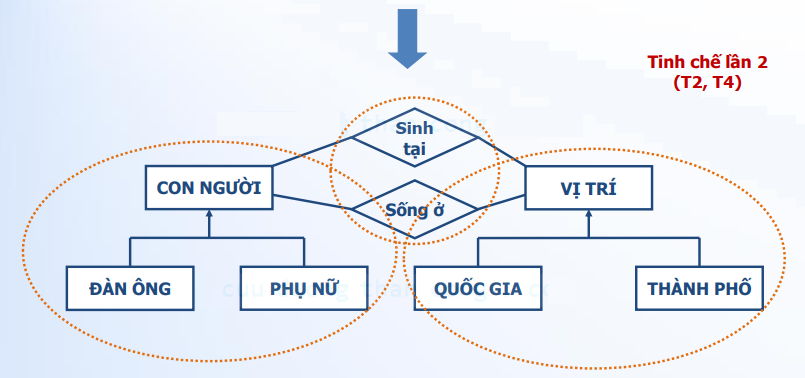 Tinh chế lần 2
(T2, T4)
Sinh
tại
CON NGƯỜI
VỊ TRÍ
Sống ở
ĐÀN ÔNG
PHỤ NỮ
QUỐC GIA
THÀNH PHỐ